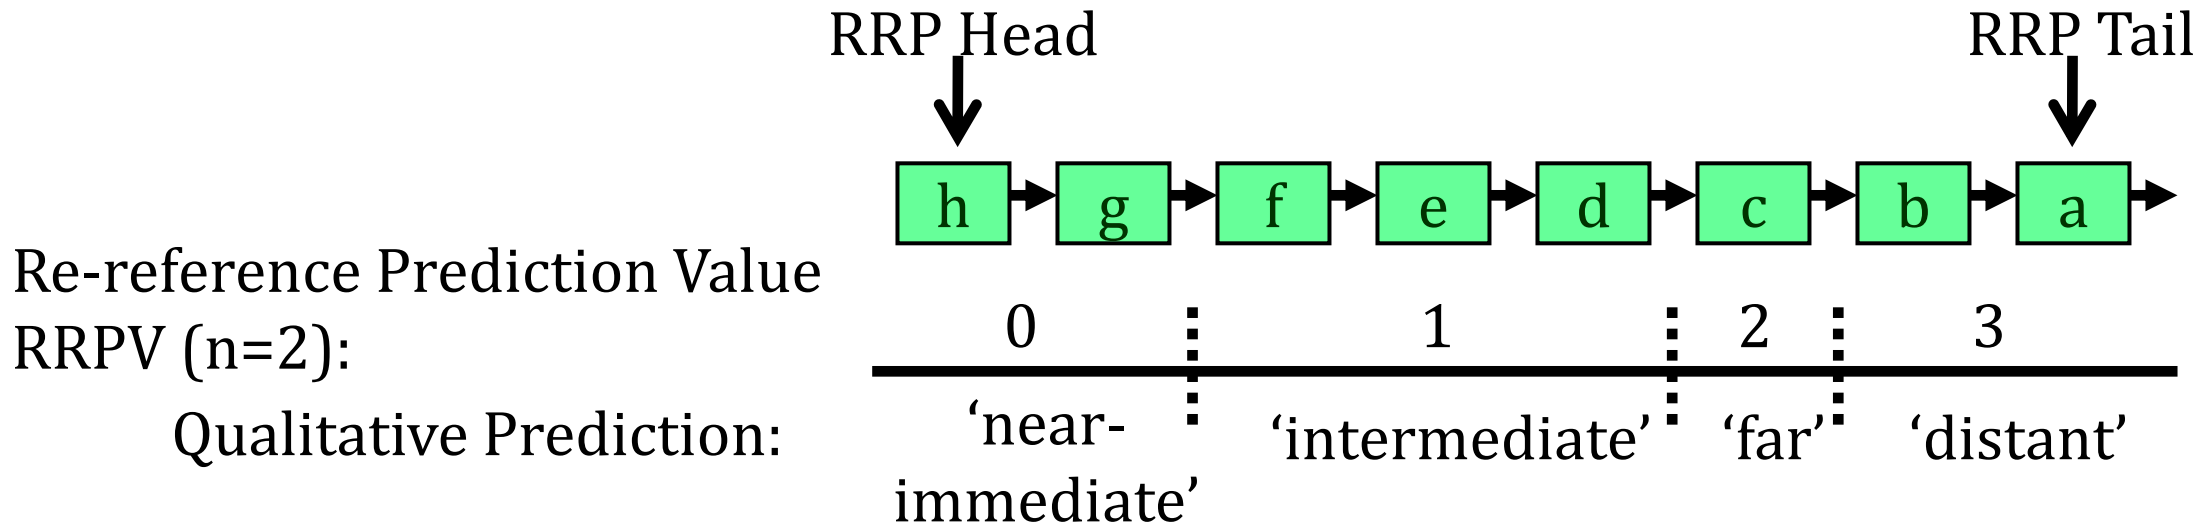 RRP Head RRP Tail
h g f e d c b a
Re-reference Prediction Value
RRPV (n=2):
0 1 2 3
Qualitative Prediction:
‘near-
immediate’
‘intermediate’
‘far’
‘distant’